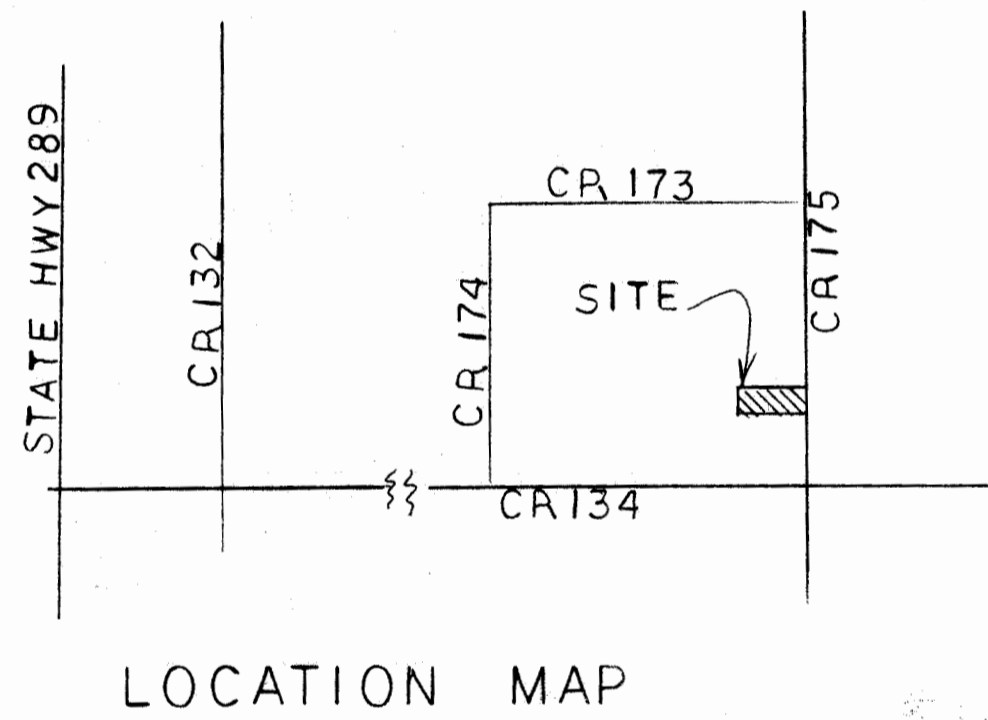 STATE HWY 289
CR 132
CR 173
CR 174
SITE
CR 175
CR 134
LOCATION MAP